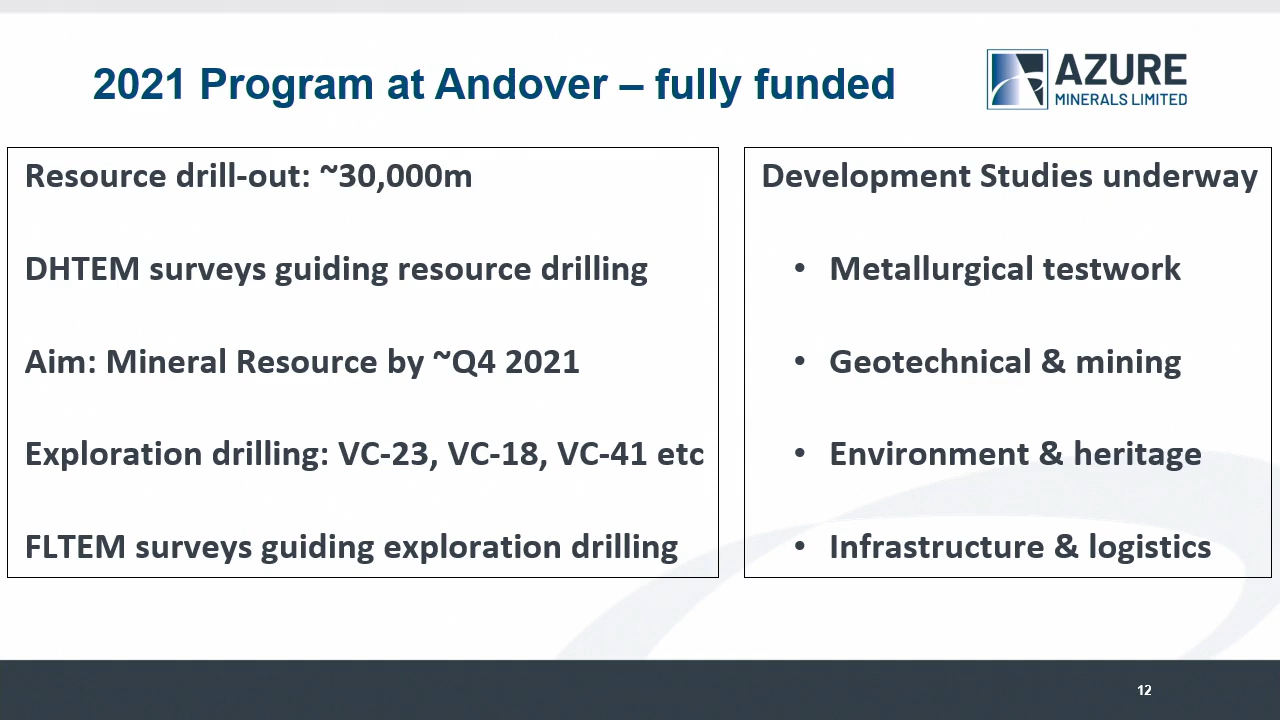 2021 Program at Andover – fully funded
AZURE
MINERALS LIMITED
Resource drill-out: ~30,000m
DHTEM surveys guiding resource drilling
Aim: Mineral Resource by ~Q4 2021
Exploration drilling: VC-23, VC-18, VC-41 etc
FLTEM surveys guiding exploration drilling
Development Studies underway
• Metallurgical testwork
• Geotechnical & mining
• Environment & heritage
• Infrastructure & logistics
12